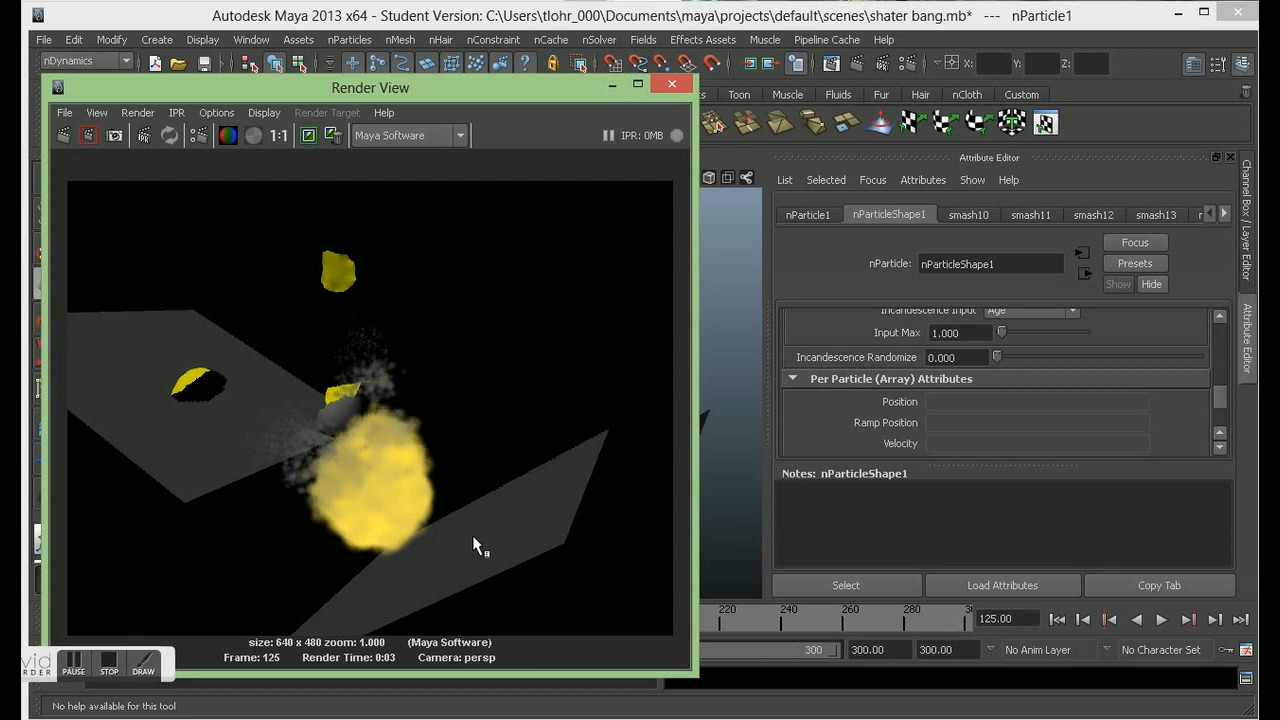 Autodesk Maya 2013 x64 - Student Version: C:\Users\tlohr_000\Documents\maya\projects\default\scenes\shater bang.mb* --- nParticle1
File Edit Modify Create Display Window Assets nParticles nMesh nHair nConstraint nCache nSolver Fields Effects Assets Muscle Pipeline Cache Help
nDynamics X: Y: Z:
Render View
Toon Muscle Fluids Fur Hair nCloth Custom
File View Render IPR Options Display Render Target Help
1:1 Maya Software IPR: 0MB
Attribute Editor
List Selected Focus Attributes Show Help
nParticle1 nParticleShape1 smash10 smash11 smash12 smash13
Focus
nParticle: nParticleShape1 Presets
Show Hide
Incandescence Input Age
Input Max 1.000
Incandescence Randomize 0.000
Per Particle (Array) Attributes
Position
Ramp Position
Velocity
Notes: nParticleShape1
Select Load Attributes Copy Tab
Channel Box / Layer Editor
Attribute Editor
220 240 260 280 125.00
size: 640 x 480 zoom: 1.000 (Maya Software)
Frame: 125 Render Time: 0:03 Camera: persp
300 300.00 300.00 No Anim Layer No Character Set
PAUSE STOP DRAW
No help available for this tool